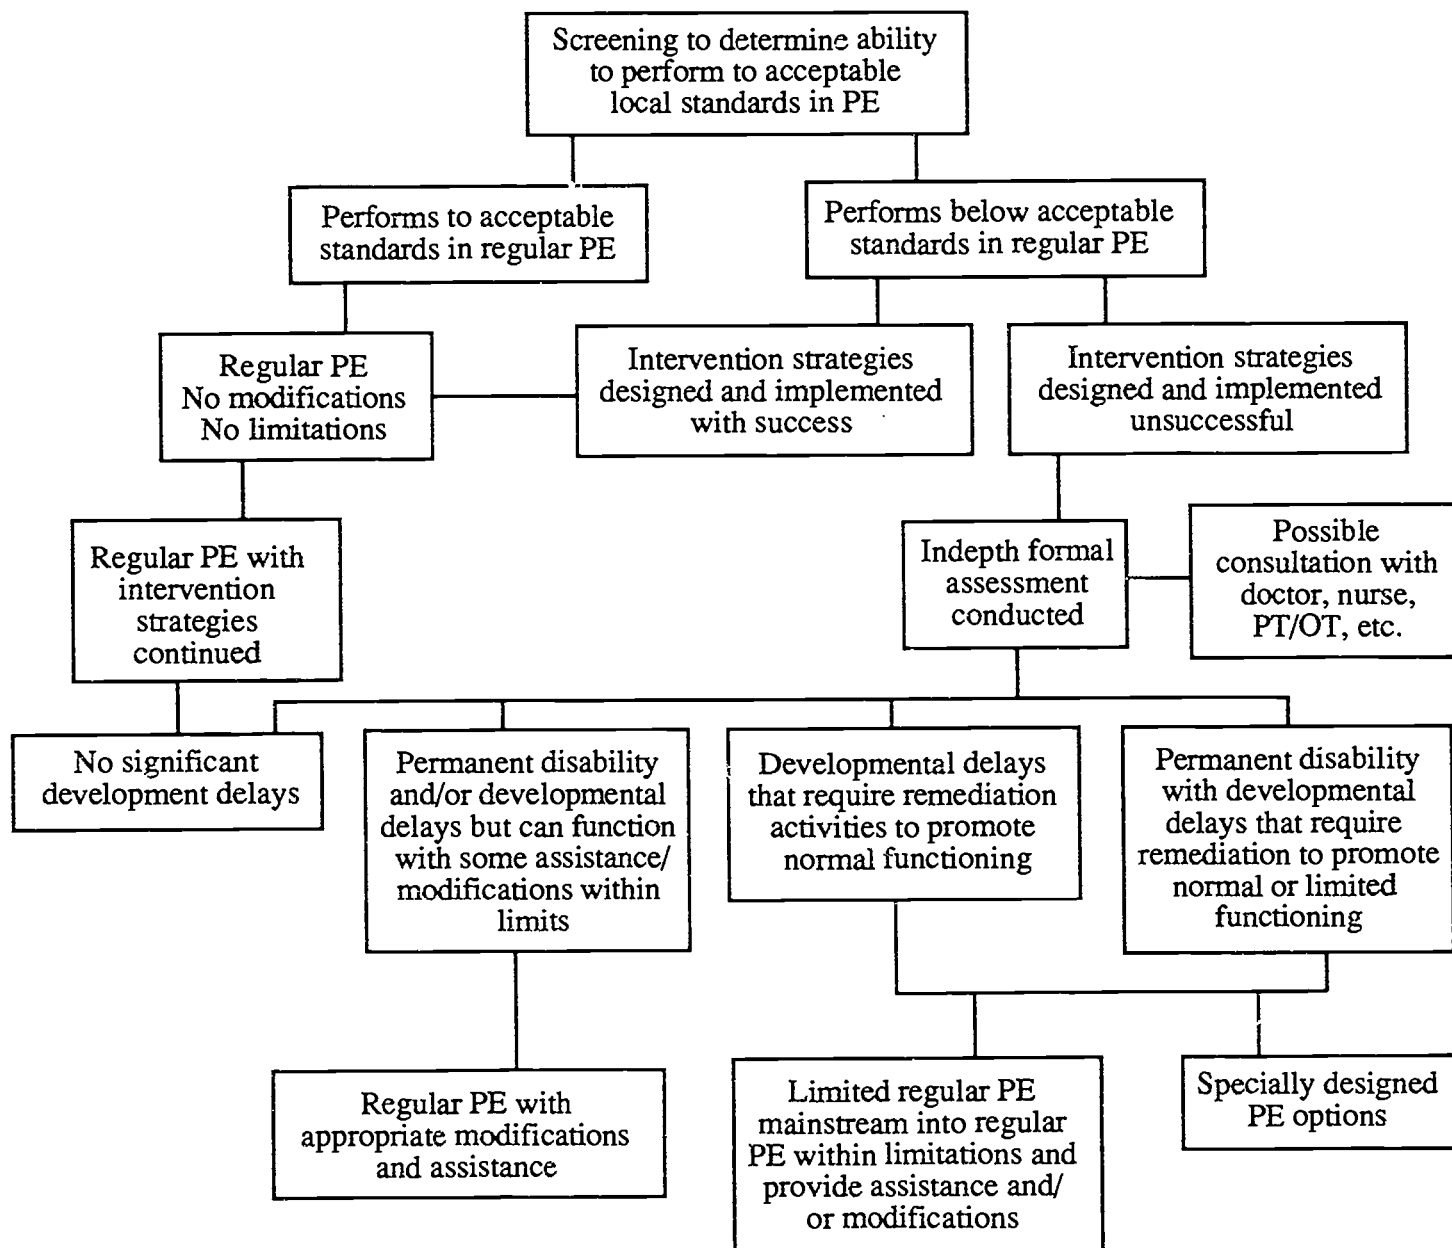 Screening to determine ability
to perform to acceptable
local standards in PE
Performs to acceptable
standards in regular PE
Performs below acceptable
standards in regular PE
Regular PE
No modifications
No limitations
Intervention strategies
designed and implemented
with success
Intervention strategies
designed and implemented
unsuccessful
Regular PE with
intervention
strategies
continued
Indepth formal
assessment
conducted
Possible
consultation with
doctor, nurse,
PT/OT, etc.
No significant
development delays
Permanent disability
and/or developmental
delays but can function
with some assistance/
modifications within
limits
Developmental delays
that require remediation
activities to promote
normal functioning
Permanent disability
with developmental
delays that require
remediation to promote
normal or limited
functioning
Regular PE with
appropriate modifications
and assistance
Limited regular PE
mainstream into regular
PE within limitations and
provide assistance and/
or modifications
Specially designed
PE options